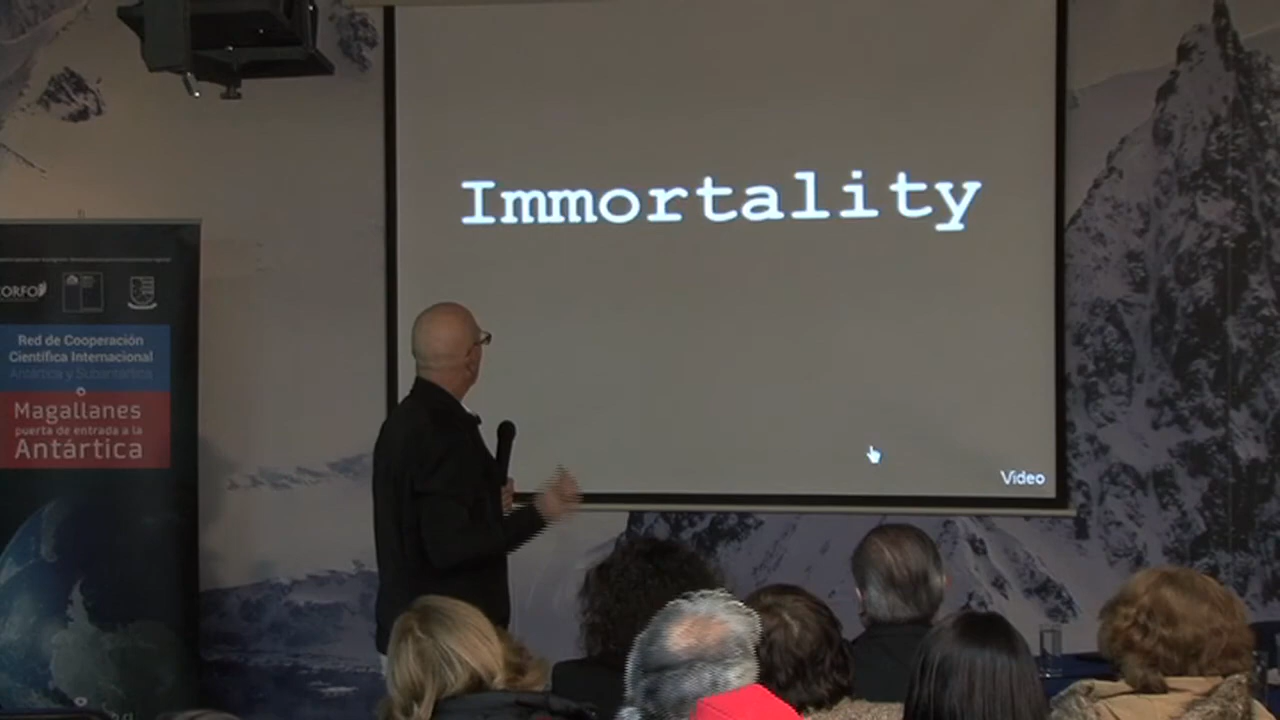 Immortality
Video
CORFO
Red de Cooperación
Científica Internacional
Antártica y Subantártica
Magallanes
puerta de entrada a la
Antártica